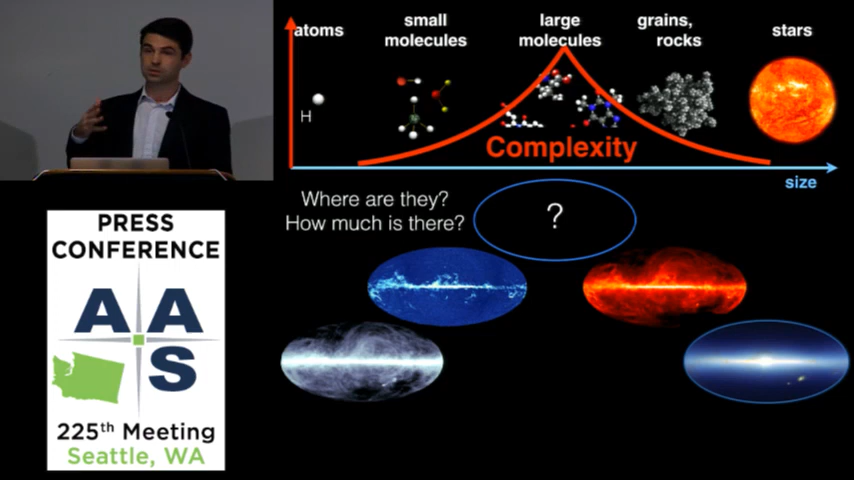 atoms
small
molecules
large
molecules
grains,
rocks
stars
H
Complexity
size
Where are they?
How much is there?
?
PRESS
CONFERENCE
A A
S
225th Meeting
Seattle, WA